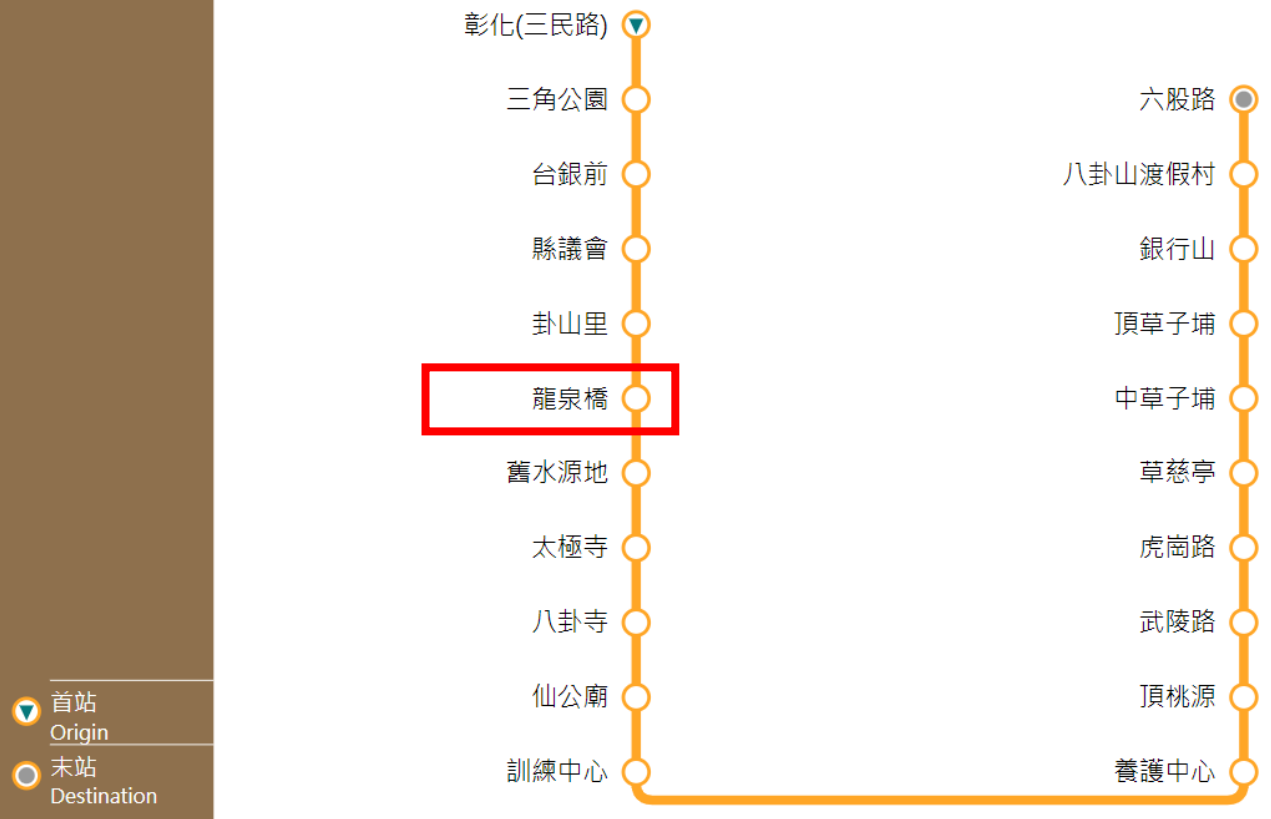 彰化(三民路)
三角公園
台銀前
縣議會
卦山里
龍泉橋
舊水源地
太極寺
八卦寺
仙公廟
訓練中心
六股路
八卦山渡假村
銀行山
頂草子埔
中草子埔
草慈亭
虎崗路
武陵路
頂桃源
養護中心
首站
Origin
末站
Destination